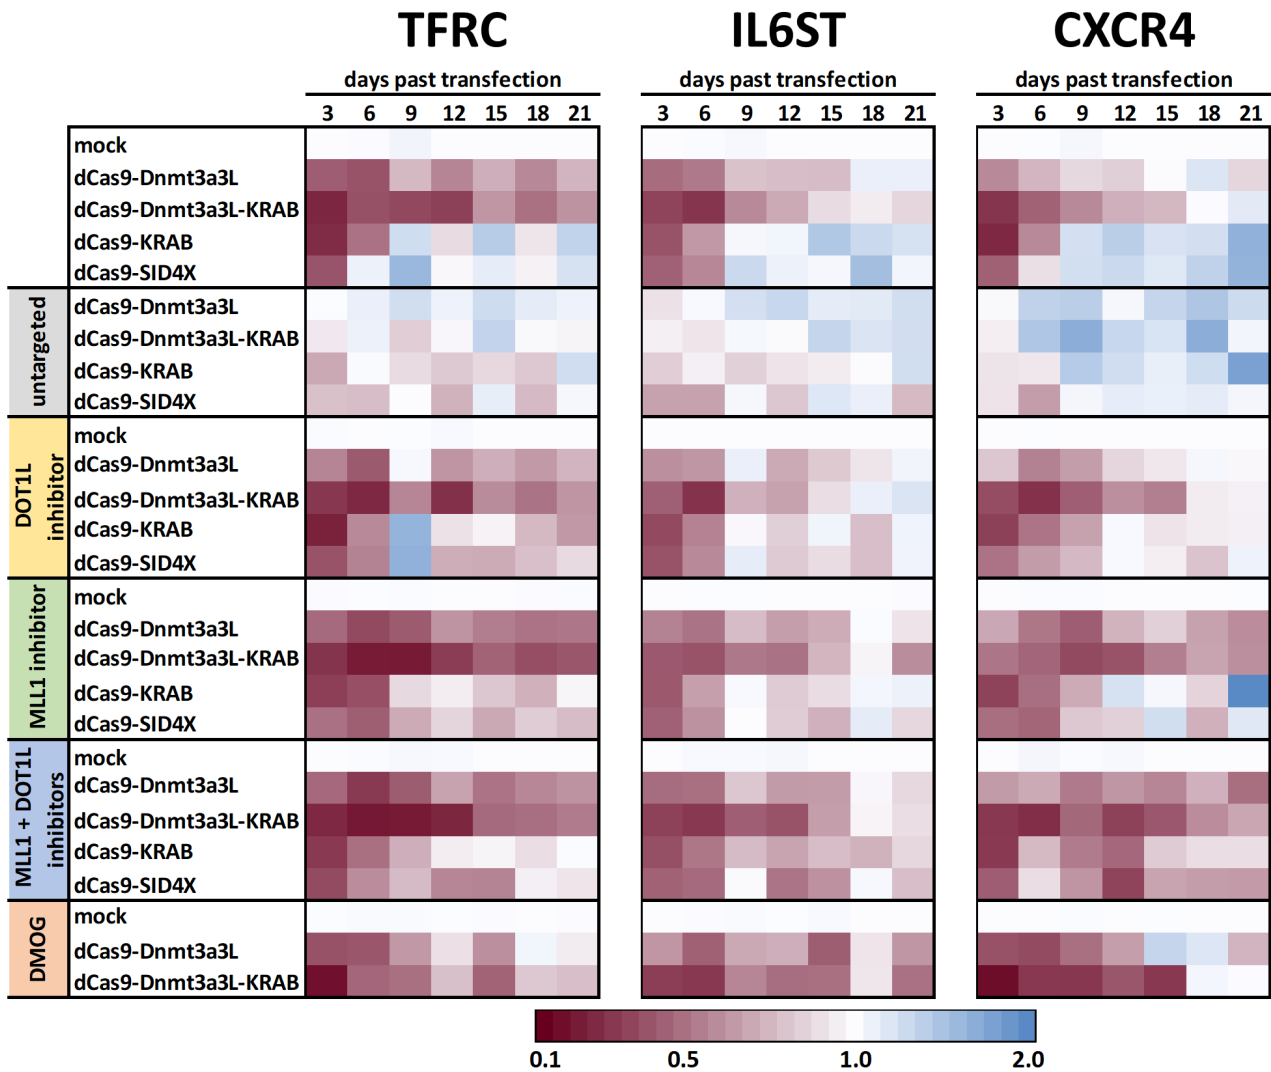 TFRC IL6ST CXCR4
days past transfection days past transfection days past transfection
3 6 9 12 15 18 21 3 6 9 12 15 18 21 3 6 9 12 15 18 21
mock
dCas9-Dnmt3a3L
dCas9-Dnmt3a3L-KRAB
dCas9-KRAB
dCas9-SID4X
untargeted
dCas9-Dnmt3a3L
dCas9-Dnmt3a3L-KRAB
dCas9-KRAB
dCas9-SID4X
DOT1L
inhibitor
mock
dCas9-Dnmt3a3L
dCas9-Dnmt3a3L-KRAB
dCas9-KRAB
dCas9-SID4X
MLL1 inhibitor
mock
dCas9-Dnmt3a3L
dCas9-Dnmt3a3L-KRAB
dCas9-KRAB
dCas9-SID4X
MLL1 + DOT1L
inhibitors
mock
dCas9-Dnmt3a3L
dCas9-Dnmt3a3L-KRAB
dCas9-KRAB
dCas9-SID4X
DMOG
mock
dCas9-Dnmt3a3L
dCas9-Dnmt3a3L-KRAB
0.1 0.5 1.0 2.0